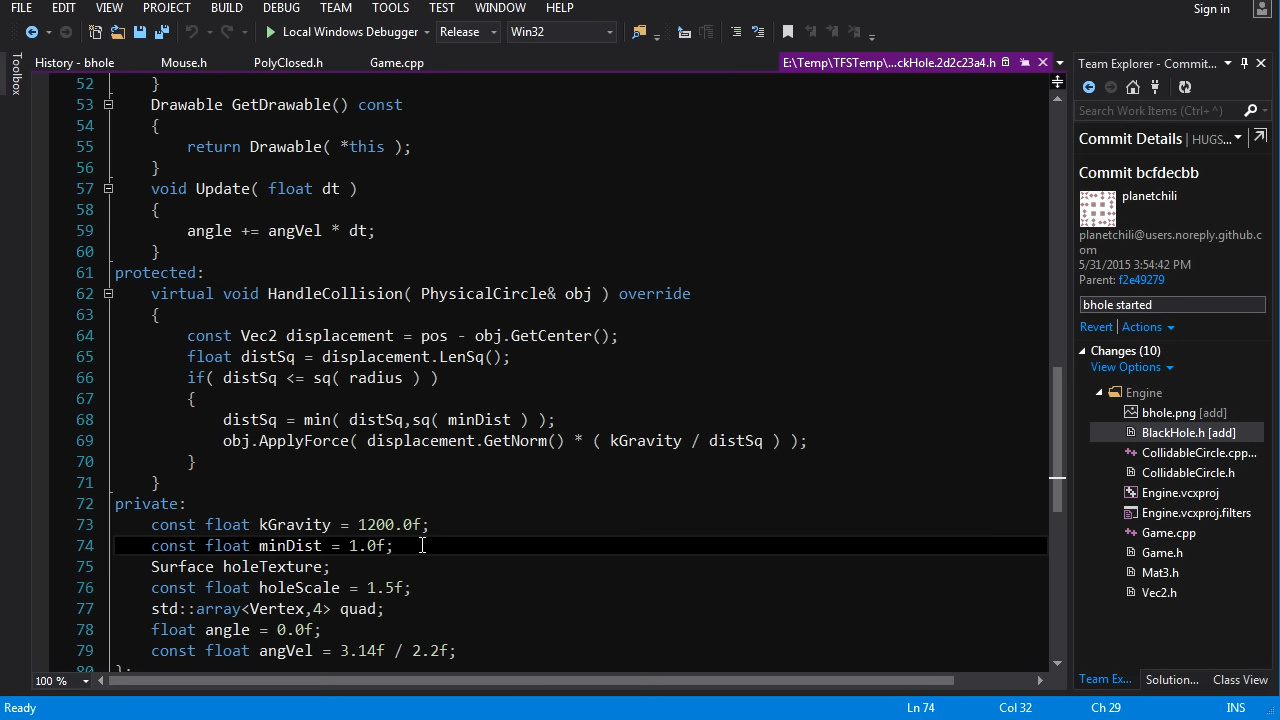 FILE EDIT VIEW PROJECT BUILD DEBUG TEAM TOOLS TEST WINDOW HELP Sign in
Local Windows Debugger Release Win32
Toolbox
History - bhole Mouse.h PolyClosed.h Game.cpp E:\Temp\TFSTemp\...ckHole.2d2c23a4.h
52 }
53 Drawable GetDrawable() const
54 {
55 return Drawable( *this );
56 }
57 void Update( float dt )
58 {
59 angle += angVel * dt;
60 }
61 protected:
62 virtual void HandleCollision( PhysicalCircle& obj ) override
63 {
64 const Vec2 displacement = pos - obj.GetCenter();
65 float distSq = displacement.LenSq();
66 if( distSq <= sq( radius ) )
67 {
68 distSq = min( distSq,sq( minDist ) );
69 obj.ApplyForce( displacement.GetNorm() * ( kGravity / distSq ) );
70 }
71 }
72 private:
73 const float kGravity = 1200.0f;
74 const float minDist = 1.0f;
75 Surface holeTexture;
76 const float holeScale = 1.5f;
77 std::array<Vertex,4> quad;
78 float angle = 0.0f;
79 const float angVel = 3.14f / 2.2f;
80 };
100 %
Team Explorer - Commit...
Search Work Items (Ctrl+^)
Commit Details | HUGS...
Commit bcfdecbb
planetchili
planetchili@users.noreply.github.c
om
5/31/2015 3:54:42 PM
Parent: f2e49279
bhole started
Revert | Actions
Changes (10)
View Options
Engine
bhole.png [add]
BlackHole.h [add]
CollidableCircle.cpp...
CollidableCircle.h
Engine.vcxproj
Engine.vcxproj.filters
Game.cpp
Game.h
Mat3.h
Vec2.h
Team Ex... Solution... Class View
Ready Ln 74 Col 32 Ch 29 INS